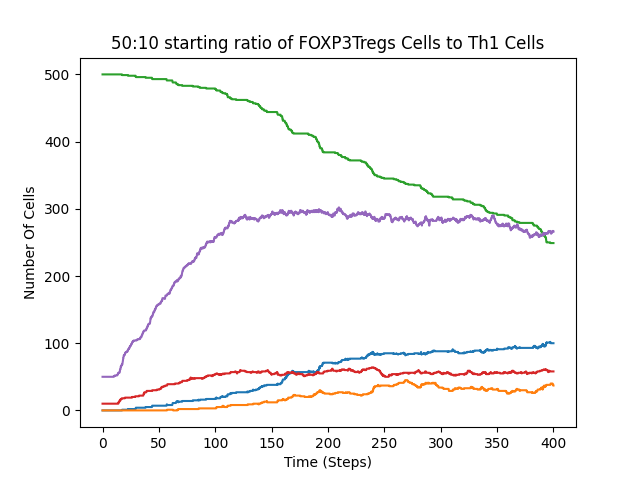 50:10 starting ratio of FOXP3Tregs Cells to Th1 Cells
500
400
300
200
100
0
Number Of Cells
0 50 100 150 200 250 300 350 400
Time (Steps)